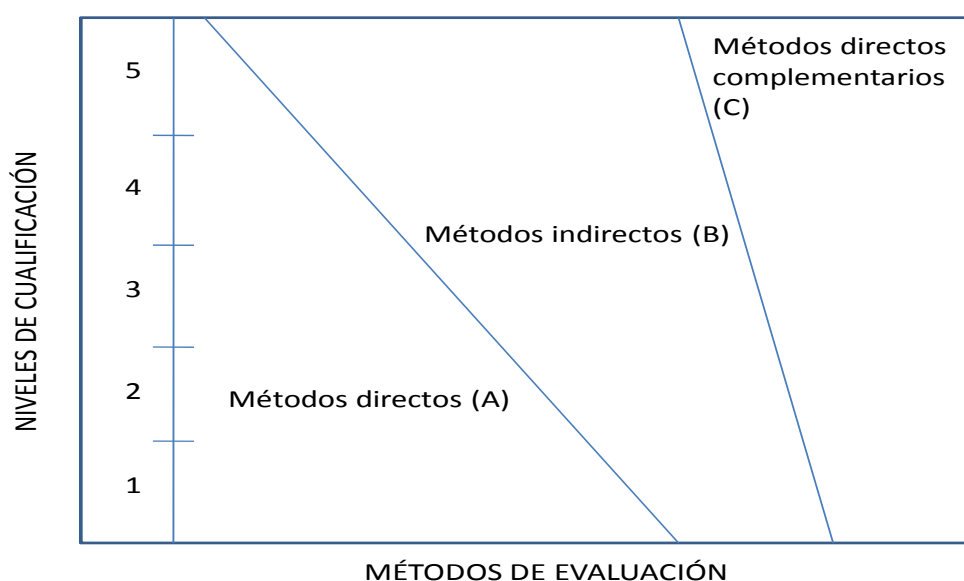 Métodos directos
complementarios
(C)
5
4
Métodos indirectos (B)
3
2
Métodos directos (A)
1
NIVELES DE CUALIFICACIÓN
MÉTODOS DE EVALUACIÓN